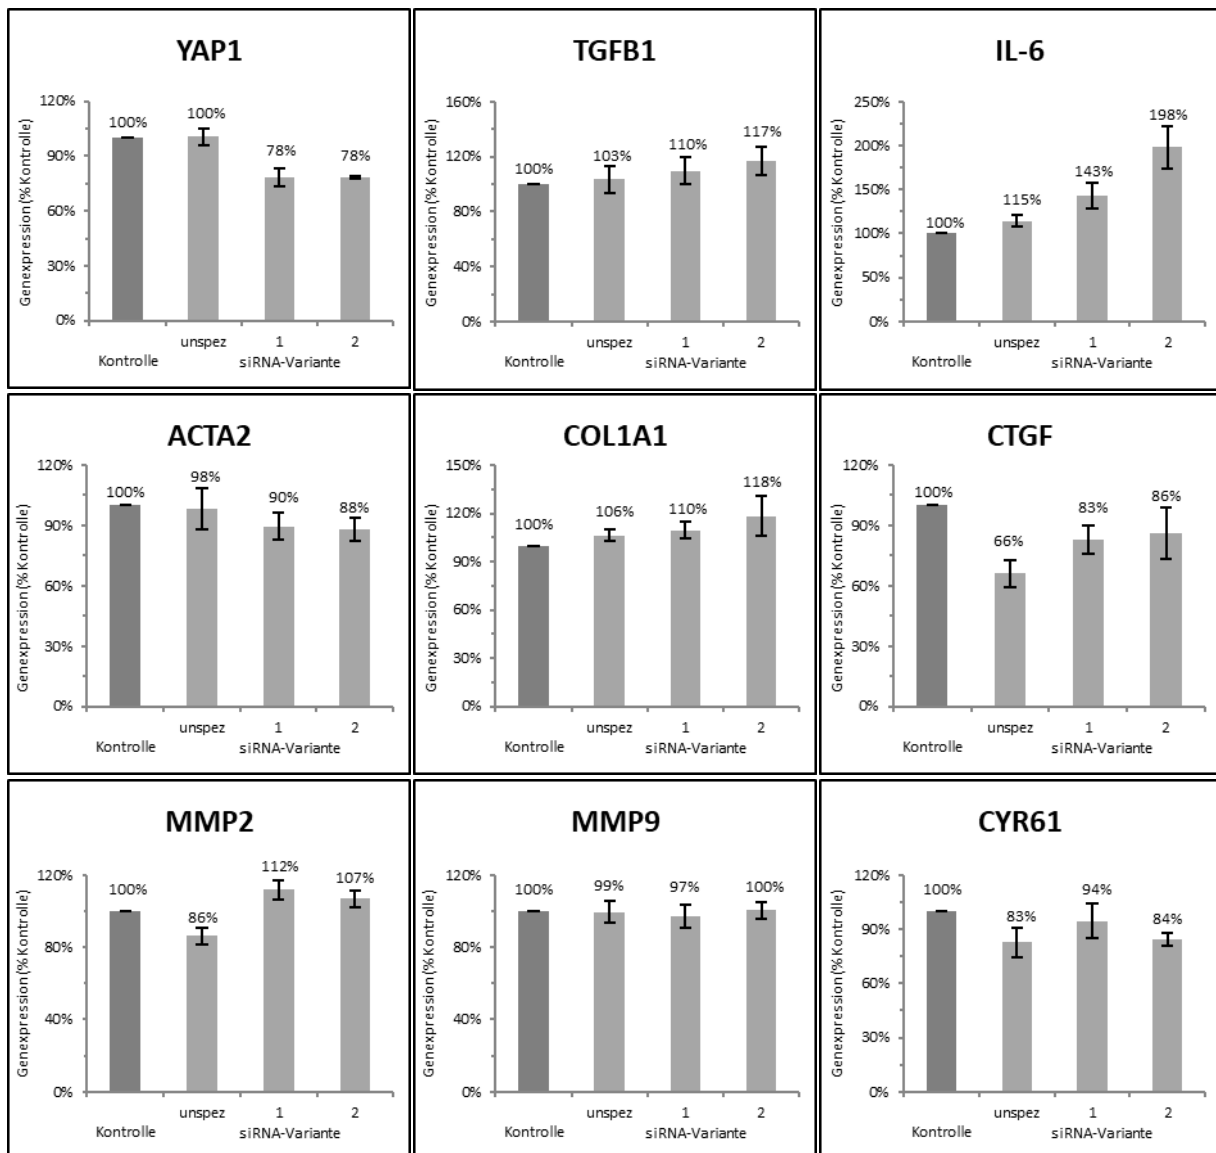 YAP1
Genexpression (% Kontrolle)
120%
90%
60%
30%
0%
100%
100%
78%
78%
unspez 1 2
Kontrolle siRNA-Variante
TGFB1
Genexpression (% Kontrolle)
160%
120%
80%
40%
0%
100%
103%
110%
117%
unspez 1 2
Kontrolle siRNA-Variante
IL-6
Genexpression (% Kontrolle)
250%
200%
150%
100%
50%
0%
100%
115%
143%
198%
unspez 1 2
Kontrolle siRNA-Variante
ACTA2
Genexpression (% Kontrolle)
120%
90%
60%
30%
0%
100%
98%
90%
88%
unspez 1 2
Kontrolle siRNA-Variante
COL1A1
Genexpression (% Kontrolle)
150%
120%
90%
60%
30%
0%
100%
106%
110%
118%
unspez 1 2
Kontrolle siRNA-Variante
CTGF
Genexpression (% Kontrolle)
120%
90%
60%
30%
0%
100%
66%
83%
86%
unspez 1 2
Kontrolle siRNA-Variante
MMP2
Genexpression (% Kontrolle)
120%
80%
40%
0%
100%
86%
112%
107%
unspez 1 2
Kontrolle siRNA-Variante
MMP9
Genexpression (% Kontrolle)
120%
80%
40%
0%
100%
99%
97%
100%
unspez 1 2
Kontrolle siRNA-Variante
CYR61
Genexpression (% Kontrolle)
120%
90%
60%
30%
0%
100%
83%
94%
84%
unspez 1 2
Kontrolle siRNA-Variante